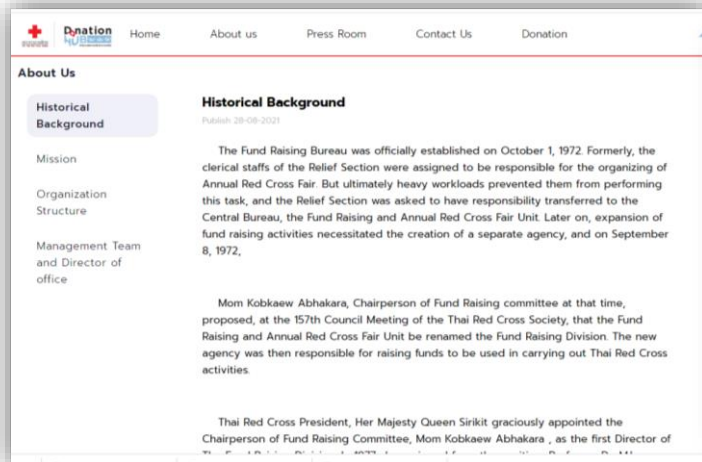 Donation
HUB
Home
About us
Press Room
Contact Us
Donation
About Us
Historical
Background
Mission
Organization
Structure
Management Team
and Director of
office
Historical Background
Publish 28-08-2021
The Fund Raising Bureau was officially established on October 1, 1972. Formerly, the
clerical staffs of the Relief Section were assigned to be responsible for the organizing of
Annual Red Cross Fair. But ultimately heavy workloads prevented them from performing
this task, and the Relief Section was asked to have responsibility transferred to the
Central Bureau, the Fund Raising and Annual Red Cross Fair Unit. Later on, expansion of
fund raising activities necessitated the creation of a separate agency, and on September
8, 1972,
Mom Kobkaew Abhakara, Chairperson of Fund Raising committee at that time,
proposed, at the 157th Council Meeting of the Thai Red Cross Society, that the Fund
Raising and Annual Red Cross Fair Unit be renamed the Fund Raising Division. The new
agency was then responsible for raising funds to be used in carrying out Thai Red Cross
activities.
Thai Red Cross President, Her Majesty Queen Sirikit graciously appointed the
Chairperson of Fund Raising Committee, Mom Kobkaew Abhakara , as the first Director of